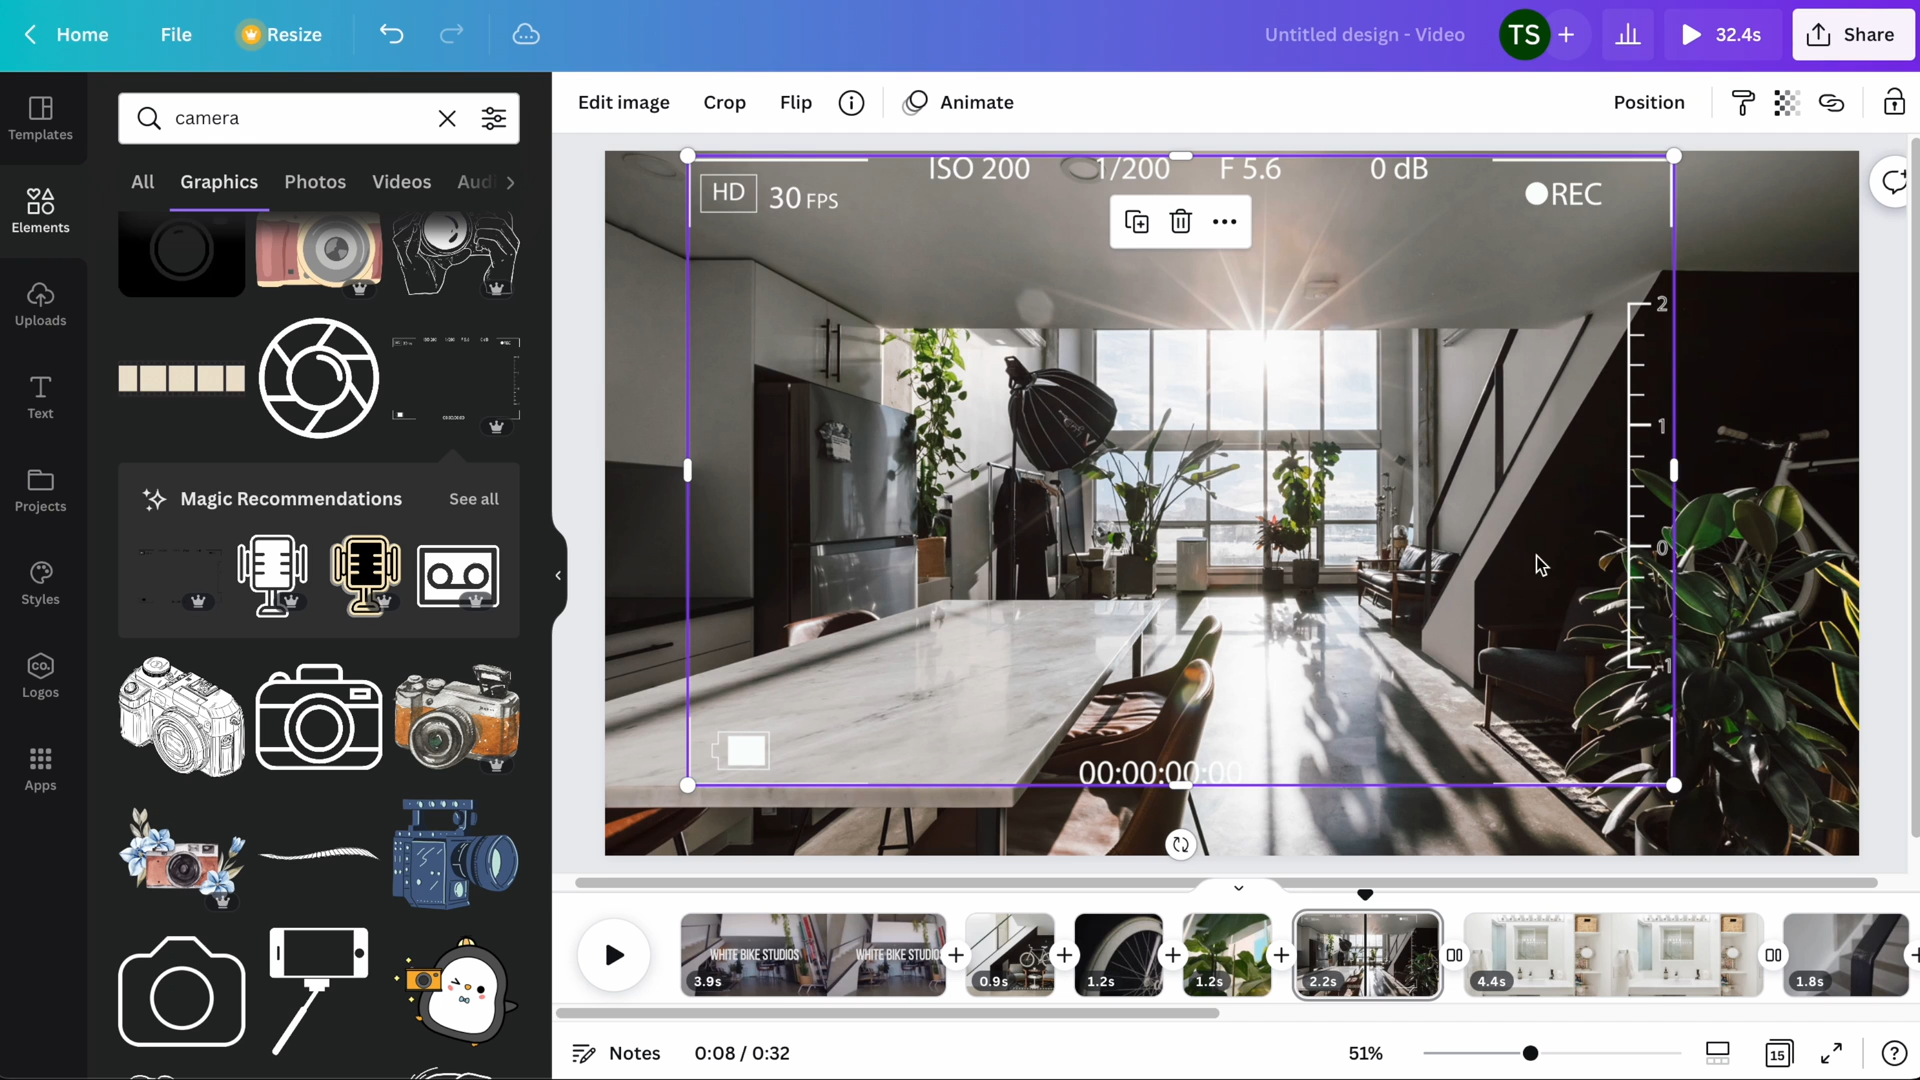 Home File Resize Untitled design - Video TS 32.4s Share
camera
All Graphics Photos Videos Audi
Edit image Crop Flip Animate Position
Templates
Elements
Uploads
Text
Projects
Styles
CO.
Logos
Apps
Magic Recommendations See all
ISO 200 1/200 F 5.6 0 dB
HD 30 FPS REC
2
1
0
1
00:00:00:00
WHITE BIKE STUDIOS WHITE BIKE STUDIO
3.9s 0.9s 1.2s 1.2s 2.2s 4.4s 1.8s
Notes 0:08 / 0:32 51% 15